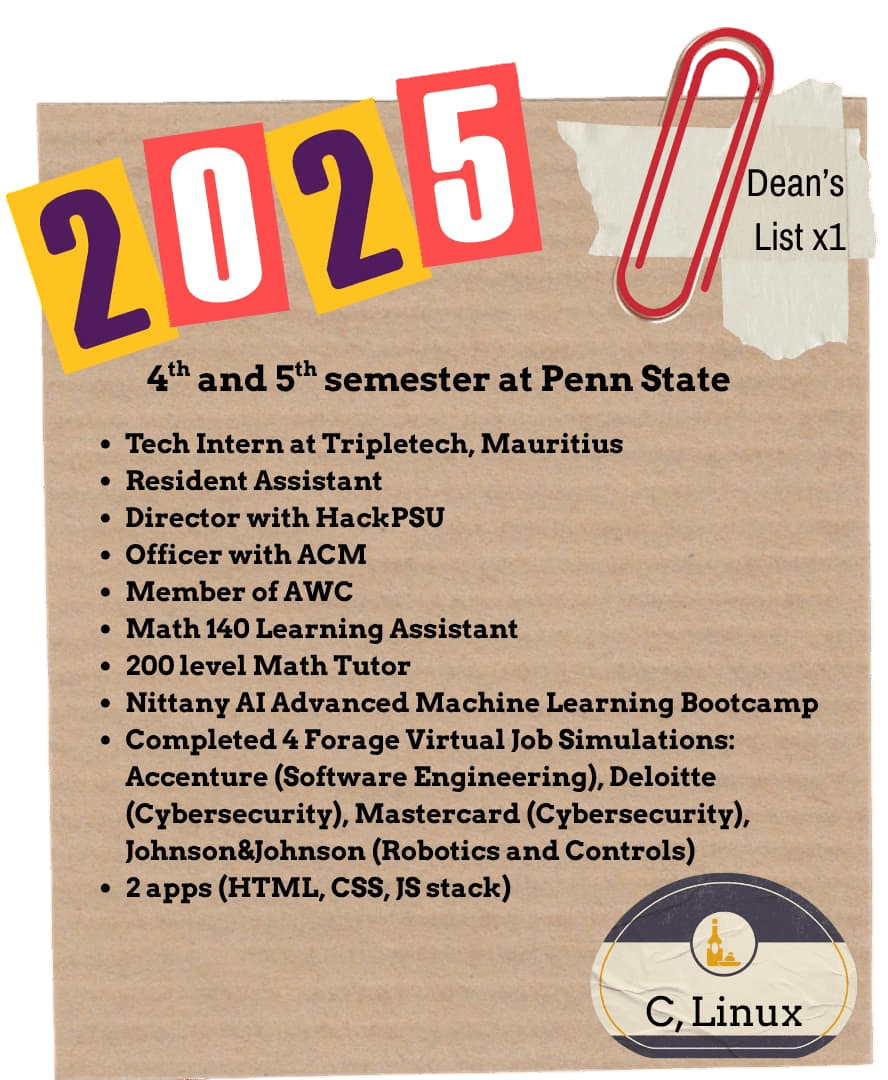 2025
Dean's
List x1
4th and 5th semester at Penn State
• Tech Intern at Tripletech, Mauritius
• Resident Assistant
• Director with HackPSU
• Officer with ACM
• Member of AWC
• Math 140 Learning Assistant
• 200 level Math Tutor
• Nittany AI Advanced Machine Learning Bootcamp
• Completed 4 Forage Virtual Job Simulations:
Accenture (Software Engineering), Deloitte
(Cybersecurity), Mastercard (Cybersecurity),
Johnson&Johnson (Robotics and Controls)
• 2 apps (HTML, CSS, JS stack)
C, Linux